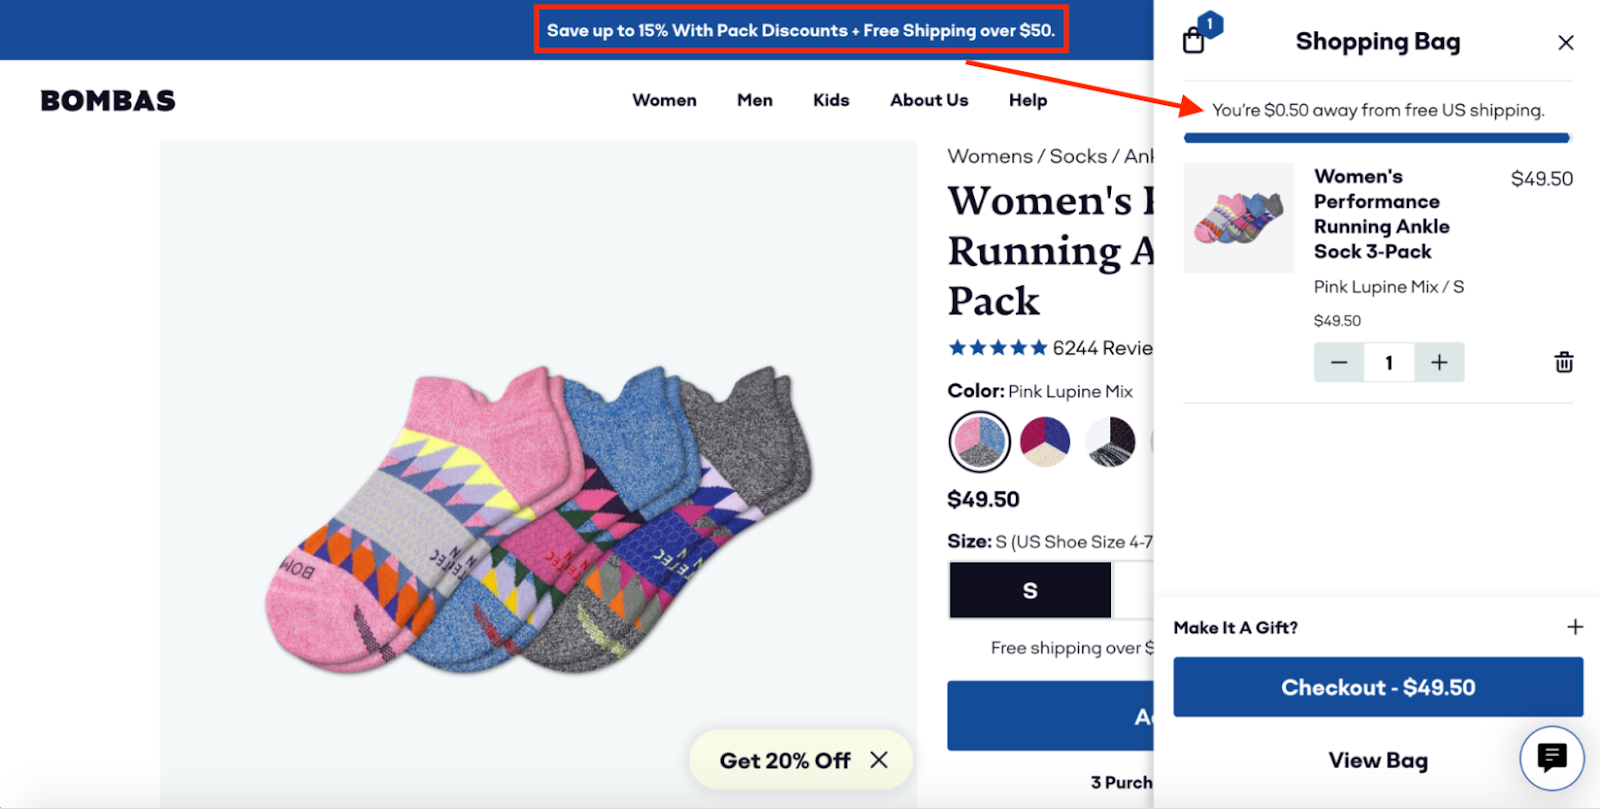 Save up to 15% With Pack Discounts + Free Shipping over $50.
BOMBAS
Women
Men
Kids
About Us
Help
Womens / Socks /
Women's
Running
Pack
6244
Color: Pink Lupine Mix
$49.50
Size: S (US Shoe Size 4-7
S
Free shipping over
3
Get 20% Off
BOM
1
Shopping Bag
You're $0.50 away from free US shipping.
Women's
Performance
Running Ankle
Sock 3-Pack
$49.50
Pink Lupine Mix / S
$49.50
1
Make It A Gift?
Checkout - $49.50
View Bag